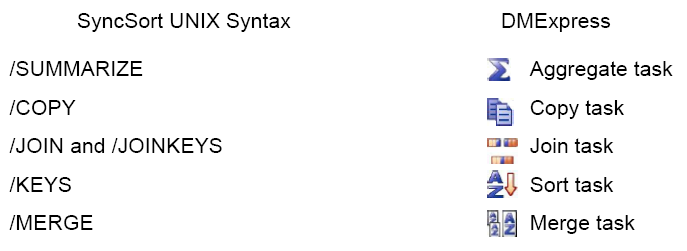 SyncSort UNIX Syntax DMExpress
/SUMMARIZE Aggregate task
/COPY Copy task
/JOIN and /JOINKEYS Join task
/KEYS Sort task
/MERGE Merge task